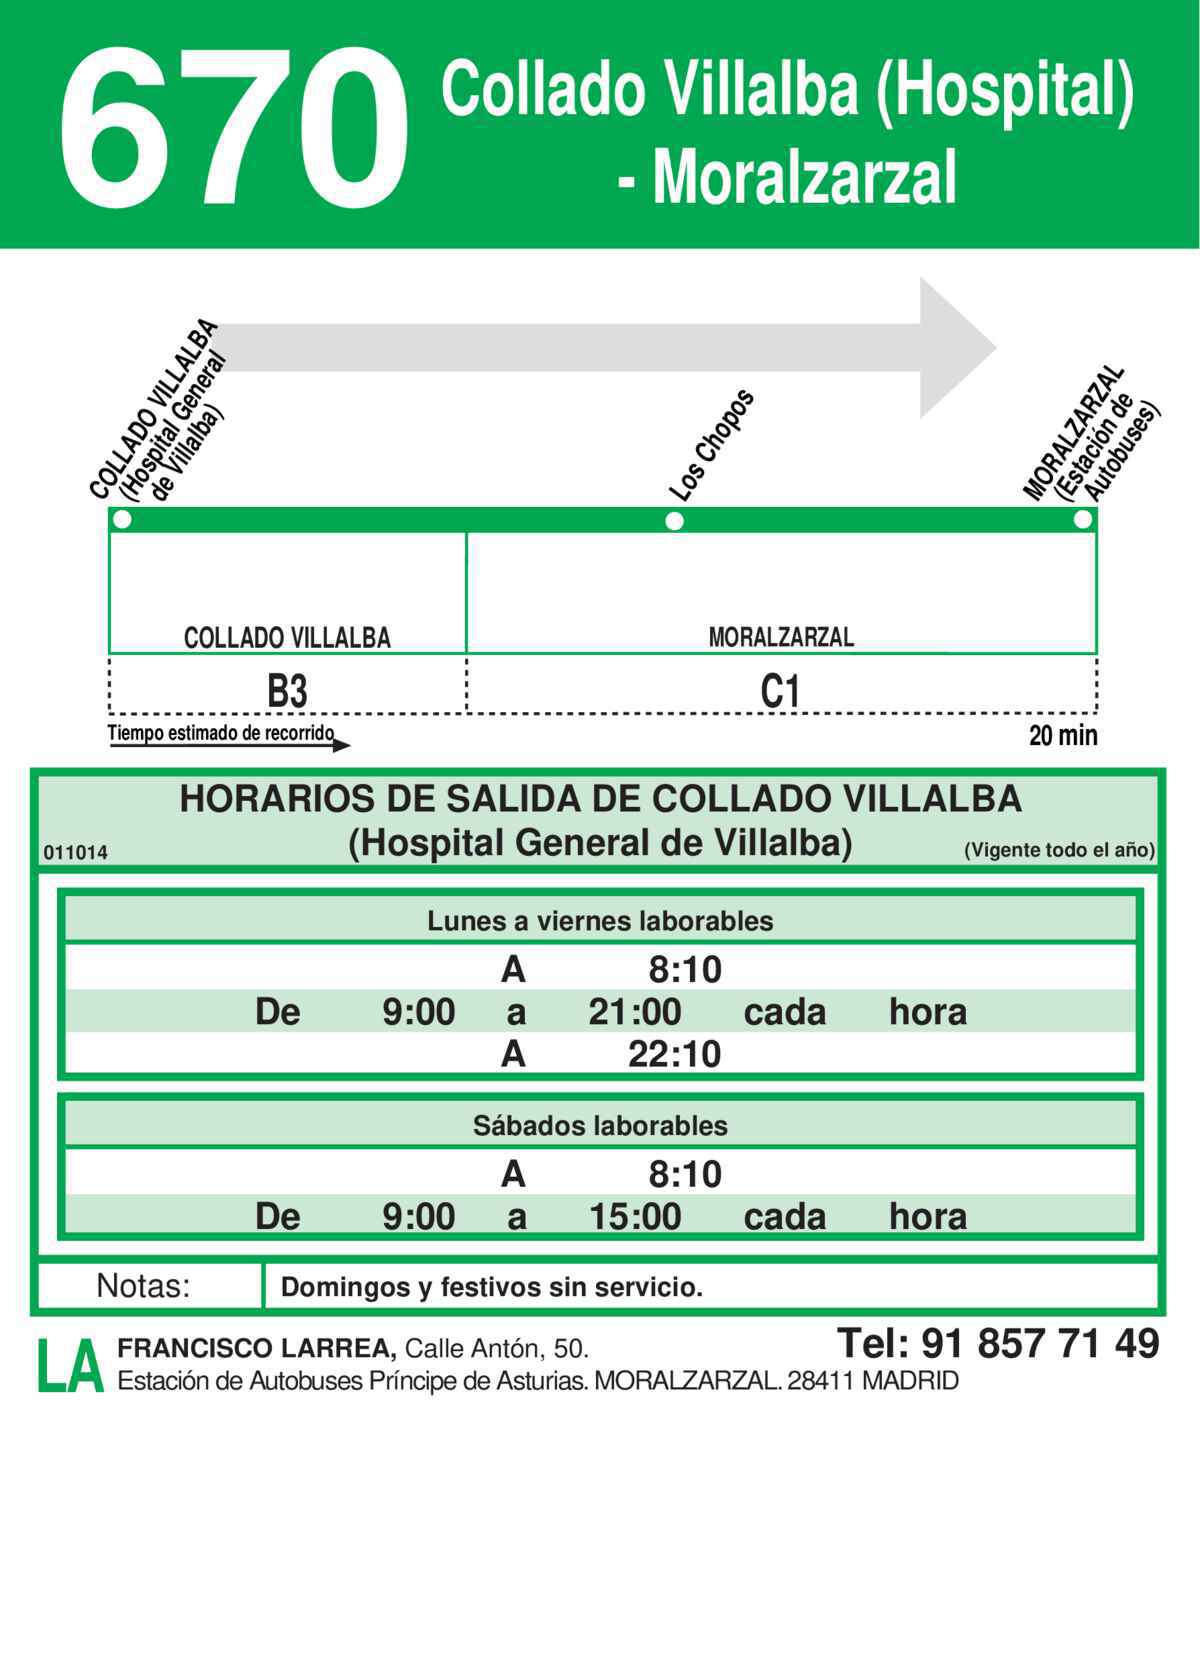 670
Collado Villalba (Hospital)
- Moralzarzal
COLLADO VILLALBA
(Hospital General
de Villalba)
Los Chopos
MORALZARZAL
(Estación de
Autobuses)
COLLADO VILLALBA
MORALZARZAL
B3
C1
Tiempo estimado de recorrido
20 min
HORARIOS DE SALIDA DE COLLADO VILLALBA
(Hospital General de Villalba)
011014
(Vigente todo el año)
Lunes a viernes laborables
A 8:10
De 9:00 a 21:00 cada hora
A 22:10
Sábados laborables
A 8:10
De 9:00 a 15:00 cada hora
Notas: Domingos y festivos sin servicio.
LA
FRANCISCO LARREA, Calle Antón, 50.
Tel: 91 857 71 49
Estación de Autobuses Príncipe de Asturias. MORALZARZAL. 28411 MADRID